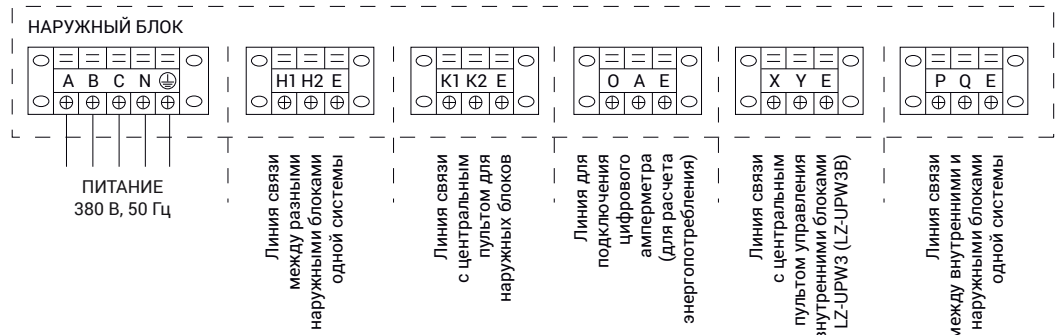 НАРУЖНЫЙ БЛОК
A B C N
H1 H2 E
K1 K2 E
O A E
X Y E
P Q E
ПИТАНИЕ
380 В, 50 Гц
Линия связи
между разными
наружными блоками
одной системы
Линия связи
с центральным
пультом для
наружных блоков
Линия для
подключения
цифрового
амперметра
(для расчета
энергопотребления)
Линия связи
с центральным
пультом управления
внутренними блоками
LZ-UPW3 (LZ-UPW3B)
Линия связи
между внутренними и
наружными блоками
одной системы